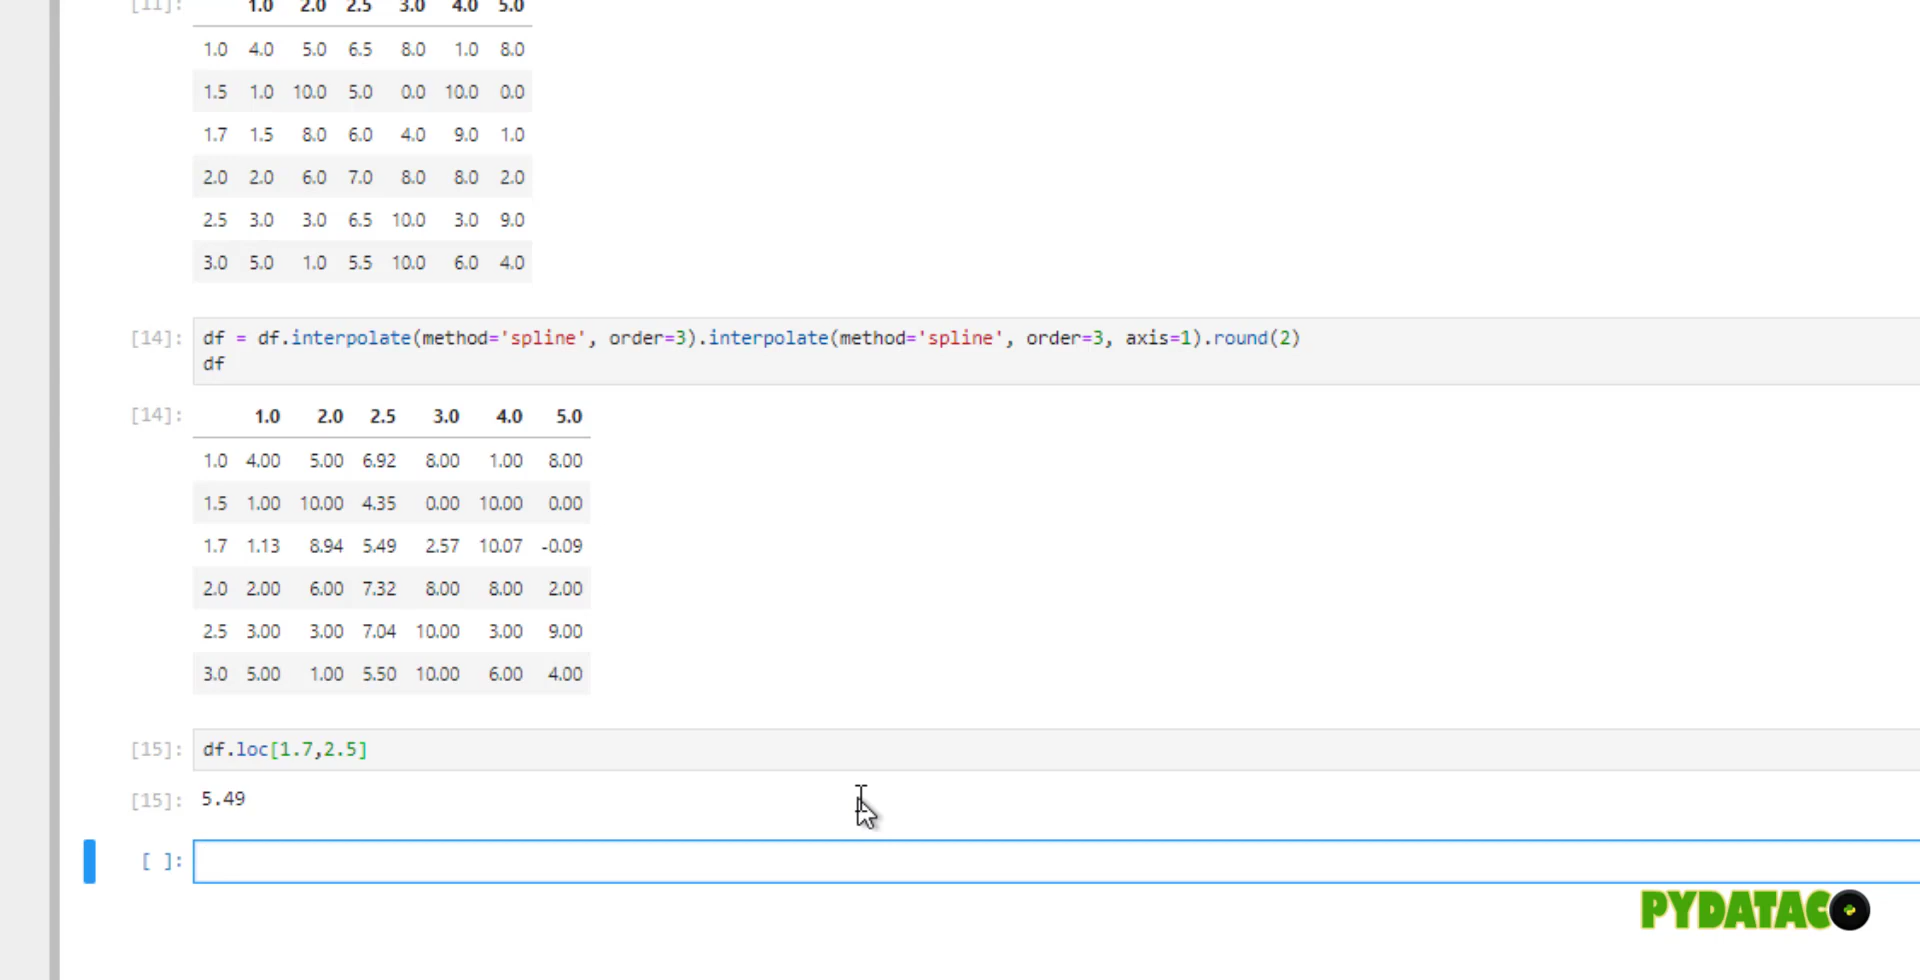 [11]: 1.0 2.0 2.5 3.0 4.0 5.0
1.0 4.0 5.0 6.5 8.0 1.0 8.0
1.5 1.0 10.0 5.0 0.0 10.0 0.0
1.7 1.5 8.0 6.0 4.0 9.0 1.0
2.0 2.0 6.0 7.0 8.0 8.0 2.0
2.5 3.0 3.0 6.5 10.0 3.0 9.0
3.0 5.0 1.0 5.5 10.0 6.0 4.0
[14]: df = df.interpolate(method='spline', order=3).interpolate(method='spline', order=3, axis=1).round(2)
df
[14]: 1.0 2.0 2.5 3.0 4.0 5.0
1.0 4.00 5.00 6.92 8.00 1.00 8.00
1.5 1.00 10.00 4.35 0.00 10.00 0.00
1.7 1.13 8.94 5.49 2.57 10.07 -0.09
2.0 2.00 6.00 7.32 8.00 8.00 2.00
2.5 3.00 3.00 7.04 10.00 3.00 9.00
3.0 5.00 1.00 5.50 10.00 6.00 4.00
[15]: df.loc[1.7,2.5]
[15]: 5.49
[ ]:
PYDATACO